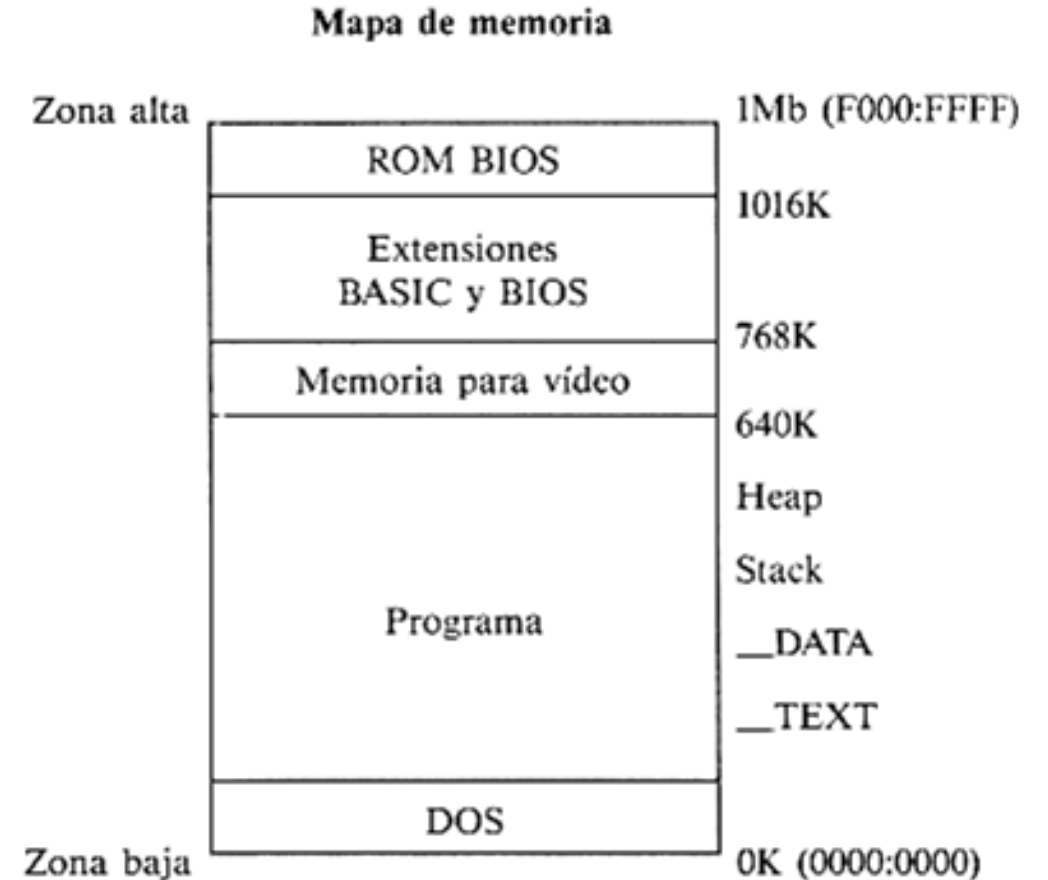 Mapa de memoria
Zona alta
1Mb (F000:FFFF)
ROM BIOS
1016K
Extensiones
BASIC y BIOS
768K
Memoria para vídeo
640K
Heap
Stack
Programa
__DATA
__TEXT
DOS
Zona baja
0K (0000:0000)